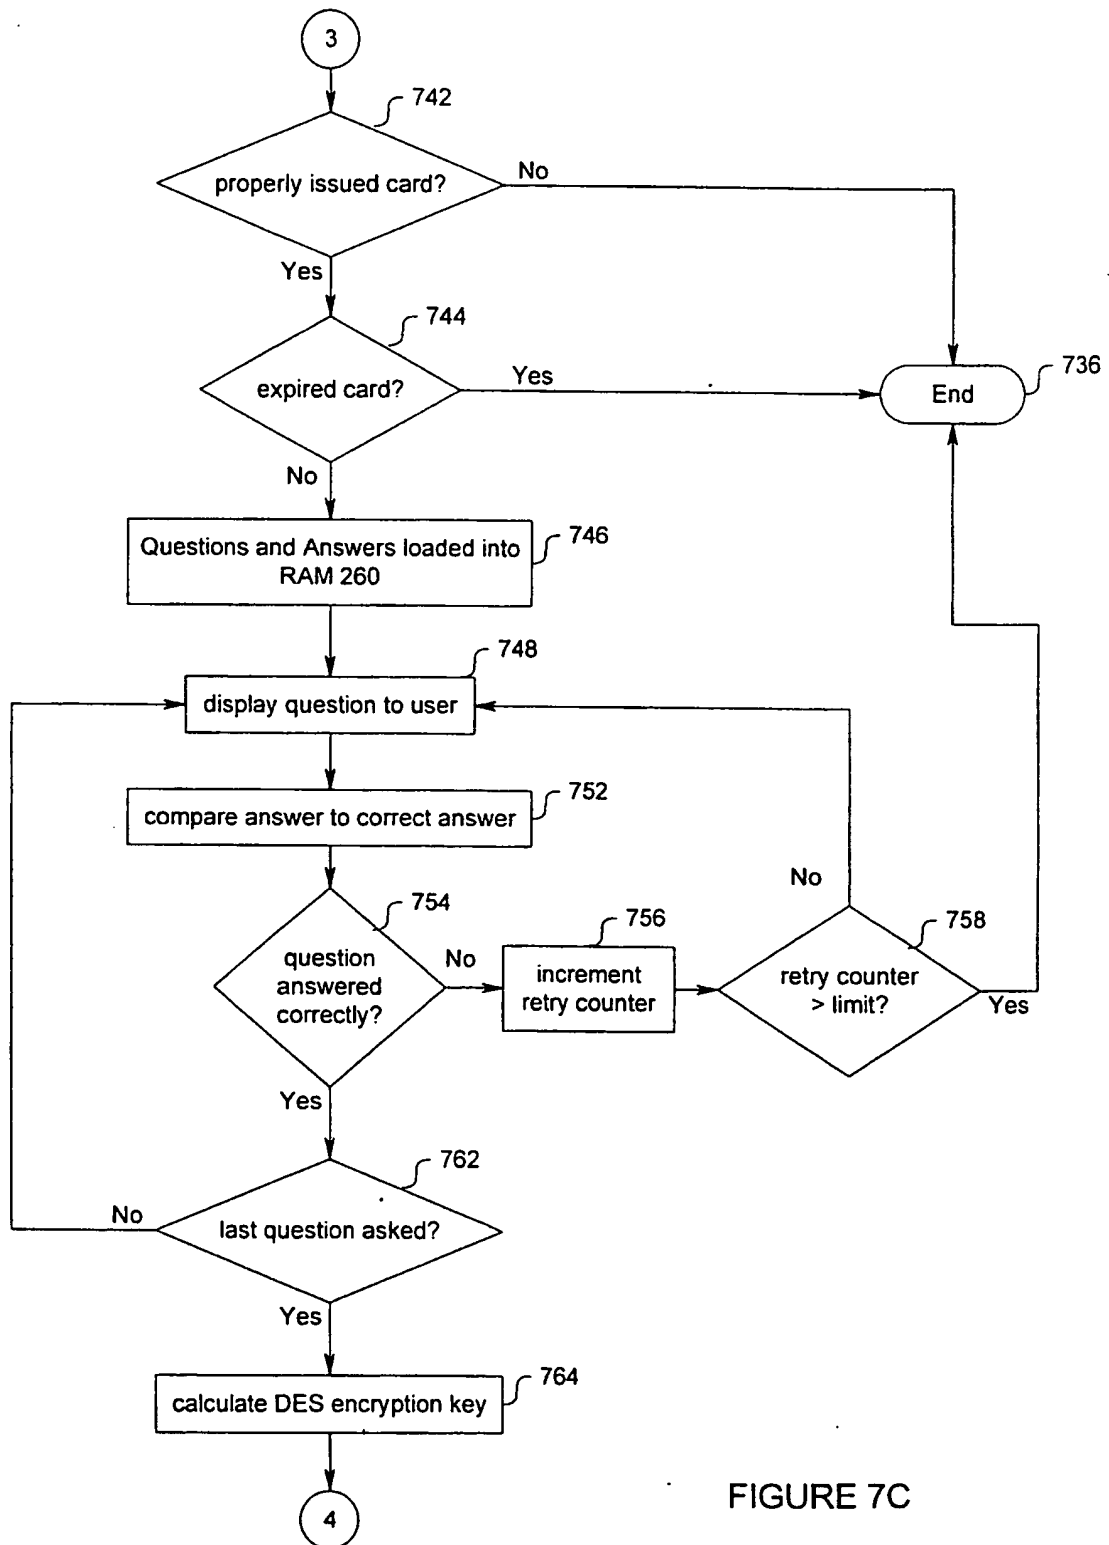 3
742
properly issued card?
No
Yes
744
expired card?
Yes
736
End
No
746
Questions and Answers loaded into
RAM 260
748
display question to user
752
compare answer to correct answer
754
question
answered
correctly?
No
756
increment
retry counter
No
758
retry counter
> limit?
Yes
Yes
762
last question asked?
No
Yes
764
calculate DES encryption key
4
FIGURE 7C